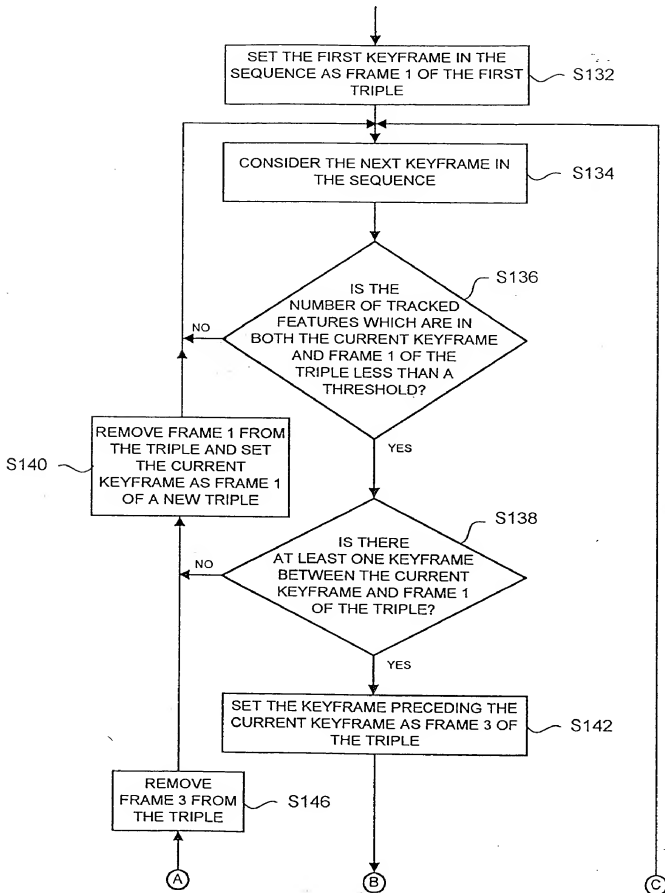 SET THE FIRST KEYFRAME IN THE
SEQUENCE AS FRAME 1 OF THE FIRST
TRIPLE
S132
CONSIDER THE NEXT KEYFRAME IN
THE SEQUENCE
S134
S136
IS THE
NUMBER OF TRACKED
FEATURES WHICH ARE IN
BOTH THE CURRENT KEYFRAME
AND FRAME 1 OF THE
TRIPLE LESS THAN A
THRESHOLD?
NO
YES
REMOVE FRAME 1 FROM
THE TRIPLE AND SET
THE CURRENT
KEYFRAME AS FRAME 1
OF A NEW TRIPLE
S140
S138
IS THERE
AT LEAST ONE KEYFRAME
BETWEEN THE CURRENT
KEYFRAME AND FRAME 1
OF THE TRIPLE?
NO
YES
SET THE KEYFRAME PRECEDING THE
CURRENT KEYFRAME AS FRAME 3 OF
THE TRIPLE
S142
REMOVE
FRAME 3 FROM
THE TRIPLE
S146
A
B
C